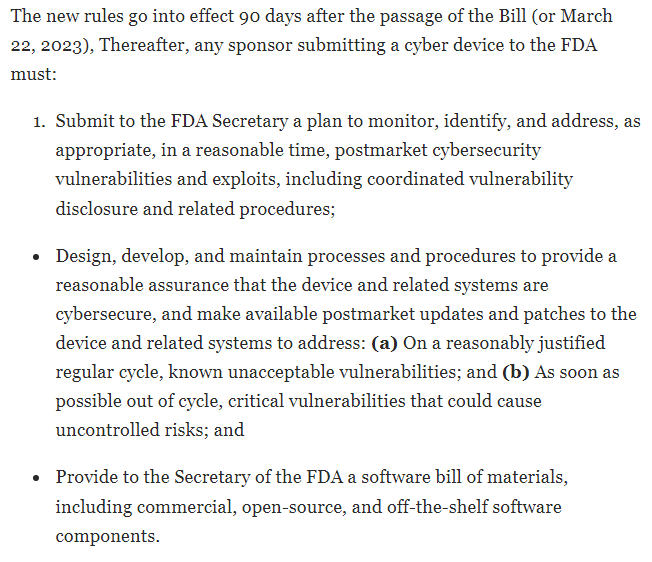 The new rules go into effect 90 days after the passage of the Bill (or March
22, 2023), Thereafter, any sponsor submitting a cyber device to the FDA
must:
1. Submit to the FDA Secretary a plan to monitor, identify, and address, as
appropriate, in a reasonable time, postmarket cybersecurity
vulnerabilities and exploits, including coordinated vulnerability
disclosure and related procedures;
• Design, develop, and maintain processes and procedures to provide a
reasonable assurance that the device and related systems are
cybersecure, and make available postmarket updates and patches to the
device and related systems to address: (a) On a reasonably justified
regular cycle, known unacceptable vulnerabilities; and (b) As soon as
possible out of cycle, critical vulnerabilities that could cause
uncontrolled risks; and
• Provide to the Secretary of the FDA a software bill of materials,
including commercial, open-source, and off-the-shelf software
components.